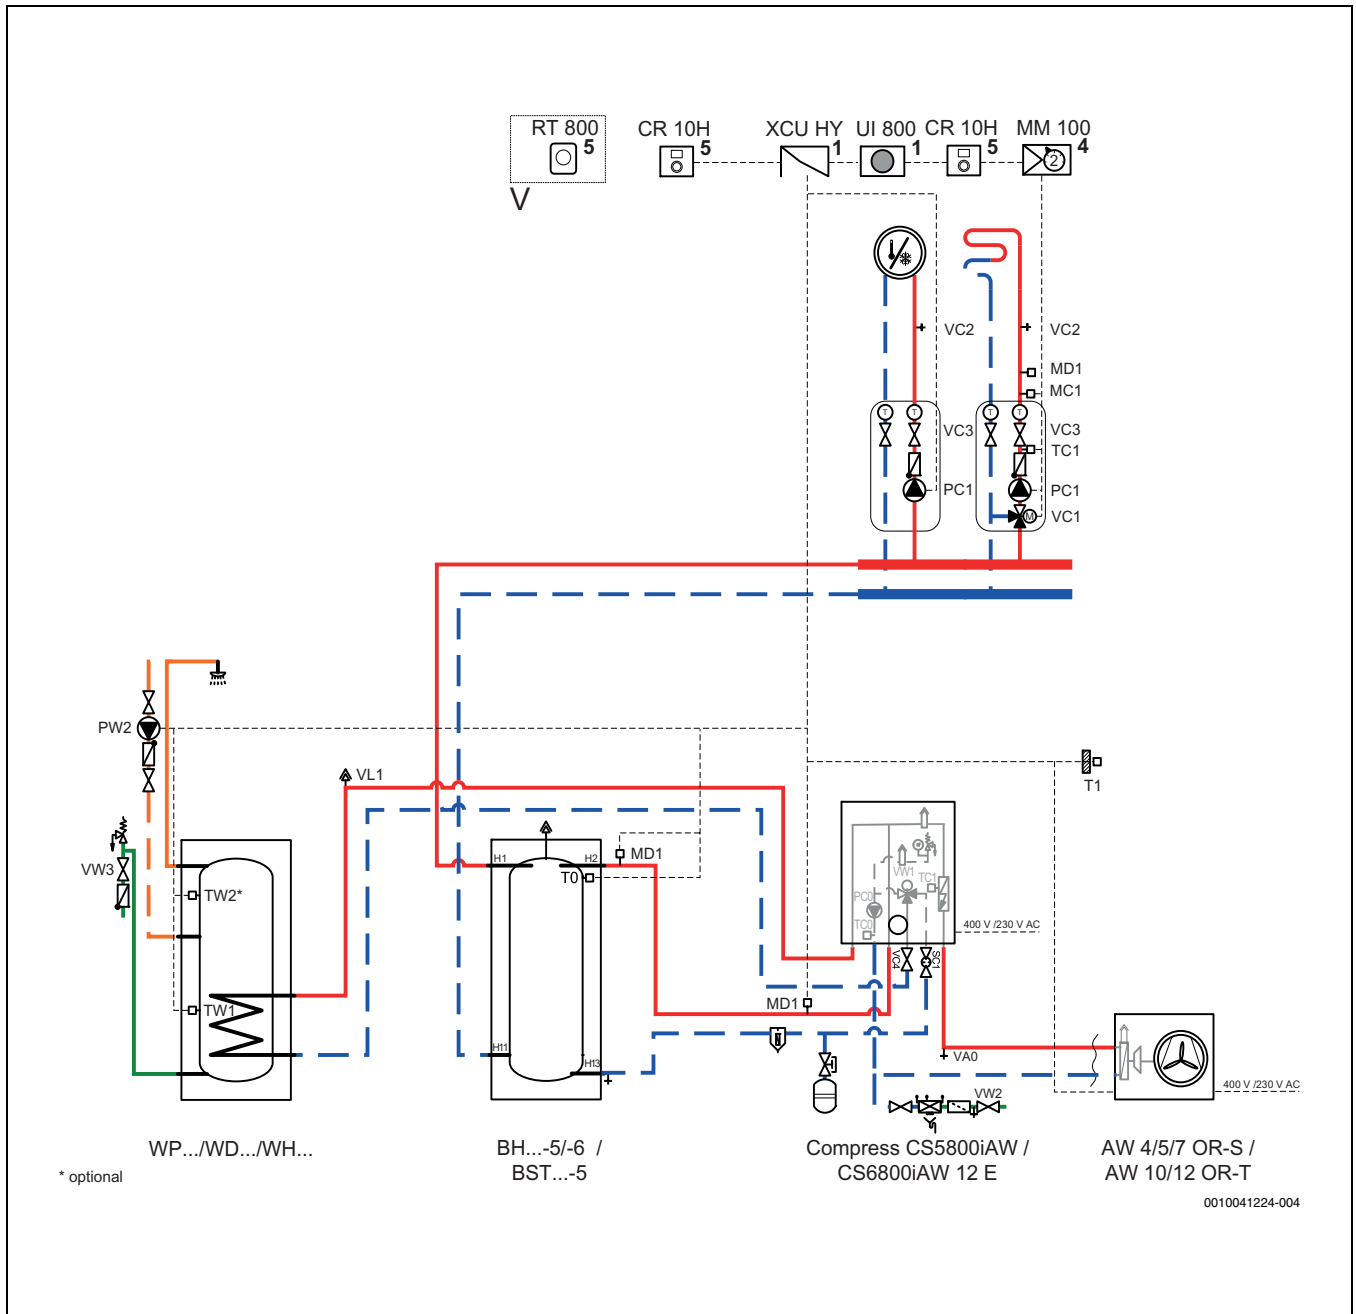 RT 800
5
CR 10H
5
XCU HY
1
UI 800
1
CR 10H
5
MM 100
4
2
V
VC2
VC2
MD1
MC1
T
T
T
T
VC3
VC3
TC1
PC1
PC1
M
VC1
PW2
VL1
T1
VW3
H1
H2
MD1
T0
TW2*
VW1
TC1
PC0
TC0
400 V /230 V AC
VC4
SC1
TW1
MD1
H11
H13
VA0
400 V /230 V AC
VW2
WP.../WD.../WH...
BH...-5/-6 /
BST...-5
Compress CS5800iAW /
CS6800iAW 12 E
AW 4/5/7 OR-S /
AW 10/12 OR-T
* optional
0010041224-004